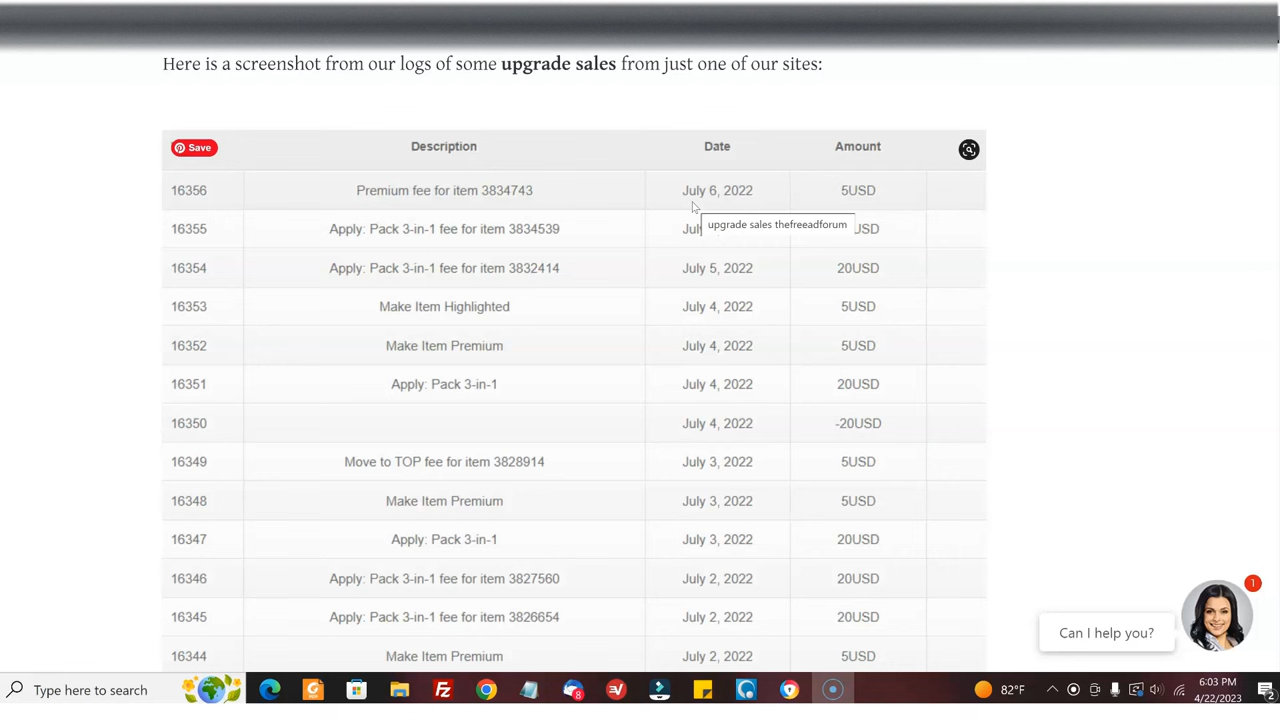 Here is a screenshot from our logs of some upgrade sales from just one of our sites:
Save Description Date Amount
16356 Premium fee for item 3834743 July 6, 2022 5USD
16355 Apply: Pack 3-in-1 fee for item 3834539 USD
upgrade sales thefreeadforum
16354 Apply: Pack 3-in-1 fee for item 3832414 July 5, 2022 20USD
16353 Make Item Highlighted July 4, 2022 5USD
16352 Make Item Premium July 4, 2022 5USD
16351 Apply: Pack 3-in-1 July 4, 2022 20USD
16350 July 4, 2022 -20USD
16349 Move to TOP fee for item 3828914 July 3, 2022 5USD
16348 Make Item Premium July 3, 2022 5USD
16347 Apply: Pack 3-in-1 July 3, 2022 20USD
16346 Apply: Pack 3-in-1 fee for item 3827560 July 2, 2022 20USD
16345 Apply: Pack 3-in-1 fee for item 3826654 July 2, 2022 20USD
16344 Make Item Premium July 2, 2022 5USD
1
Can I help you?
Type here to search
8
82°F
6:03 PM
4/22/2023
2